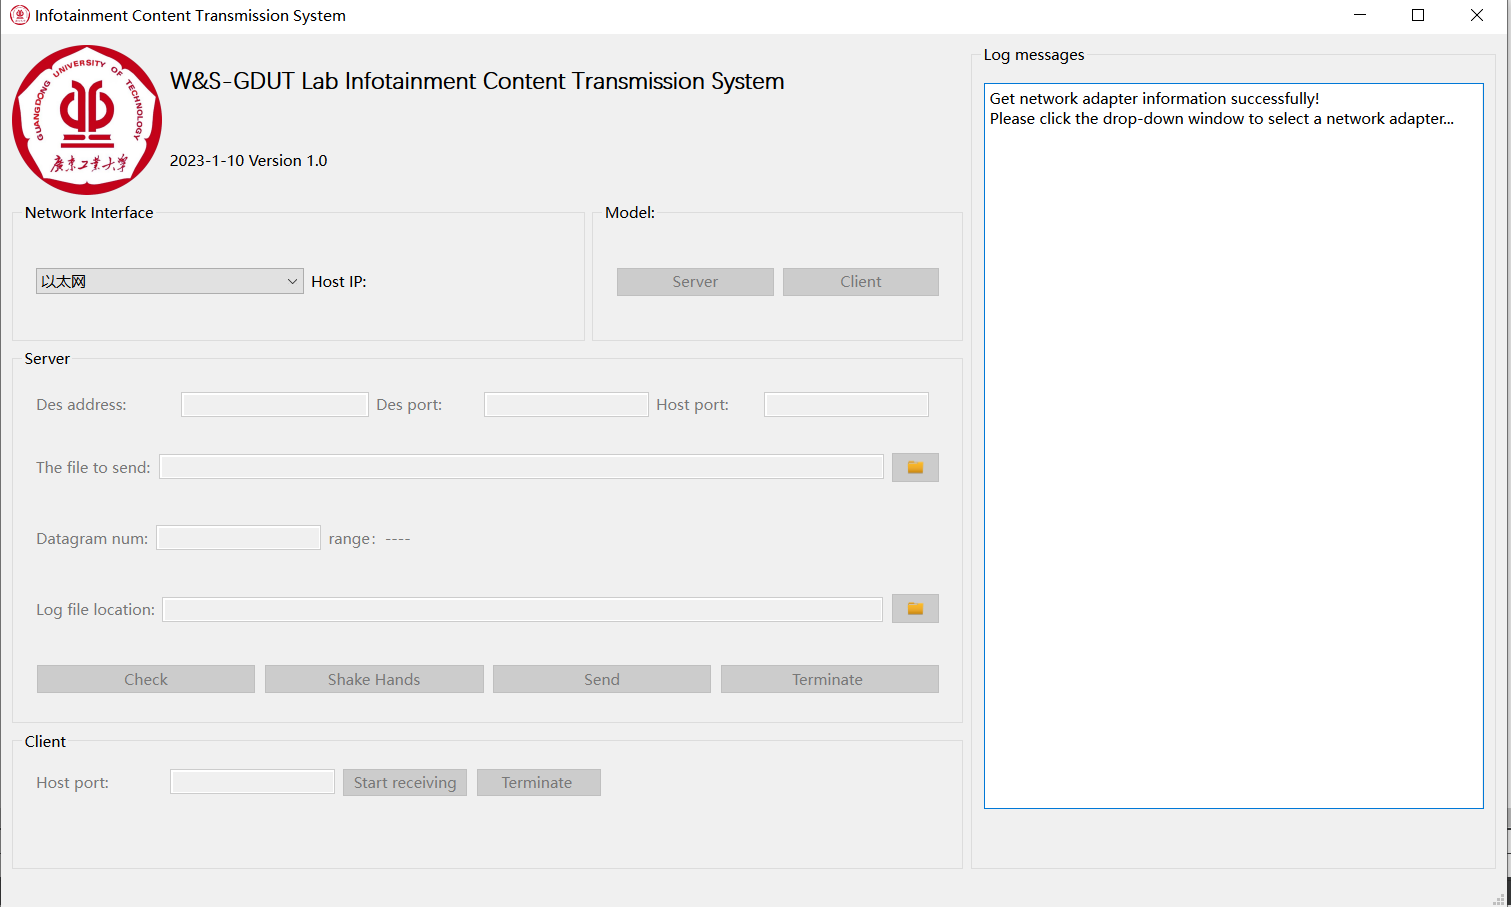 Infotainment Content Transmission System
GUANGDONG UNIVERSITY OF TECHNOLOGY
廣東工業大學
W&S-GDUT Lab Infotainment Content Transmission System
2023-1-10 Version 1.0
Network Interface
以太网
Host IP:
Model:
Server
Client
Server
Des address:
Des port:
Host port:
The file to send:
Datagram num:
range: ----
Log file location:
Check
Shake Hands
Send
Terminate
Client
Host port:
Start receiving
Terminate
Log messages
Get network adapter information successfully!
Please click the drop-down window to select a network adapter...